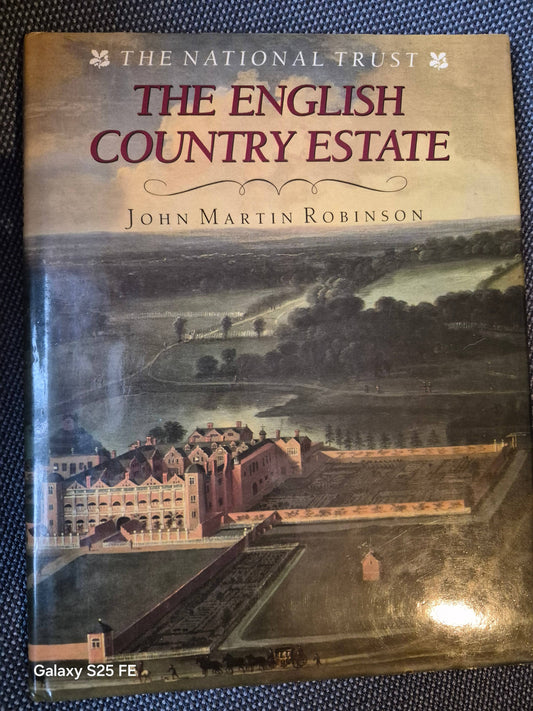 THE NATIONAL TRUST
THE ENGLISH
COUNTRY ESTATE
JOHN MARTIN ROBINSON
Galaxy S25 FE